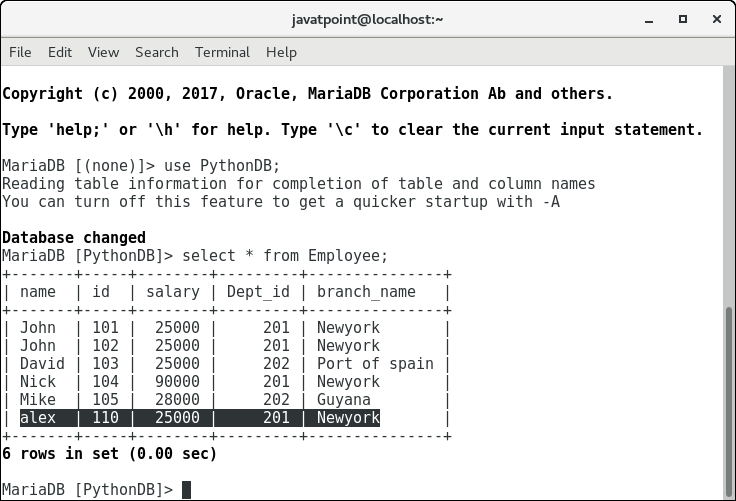 javatpoint@localhost:~
File Edit View Search Terminal Help
Copyright (c) 2000, 2017, Oracle, MariaDB Corporation Ab and others.
Type 'help;' or '\h' for help. Type '\c' to clear the current input statement.
MariaDB [(none)]> use PythonDB;
Reading table information for completion of table and column names
You can turn off this feature to get a quicker startup with -A
Database changed
MariaDB [PythonDB]> select * from Employee;
+-------+-----+--------+---------+---------------+
| name  | id  | salary | Dept_id | branch_name   |
+-------+-----+--------+---------+---------------+
| John  | 101 |  25000 |     201 | Newyork       |
| John  | 102 |  25000 |     201 | Newyork       |
| David | 103 |  25000 |     202 | Port of spain |
| Nick  | 104 |  90000 |     201 | Newyork       |
| Mike  | 105 |  28000 |     202 | Guyana        |
| alex  | 110 |  25000 |     201 | Newyork       |
+-------+-----+--------+---------+---------------+
6 rows in set (0.00 sec)
MariaDB [PythonDB]>